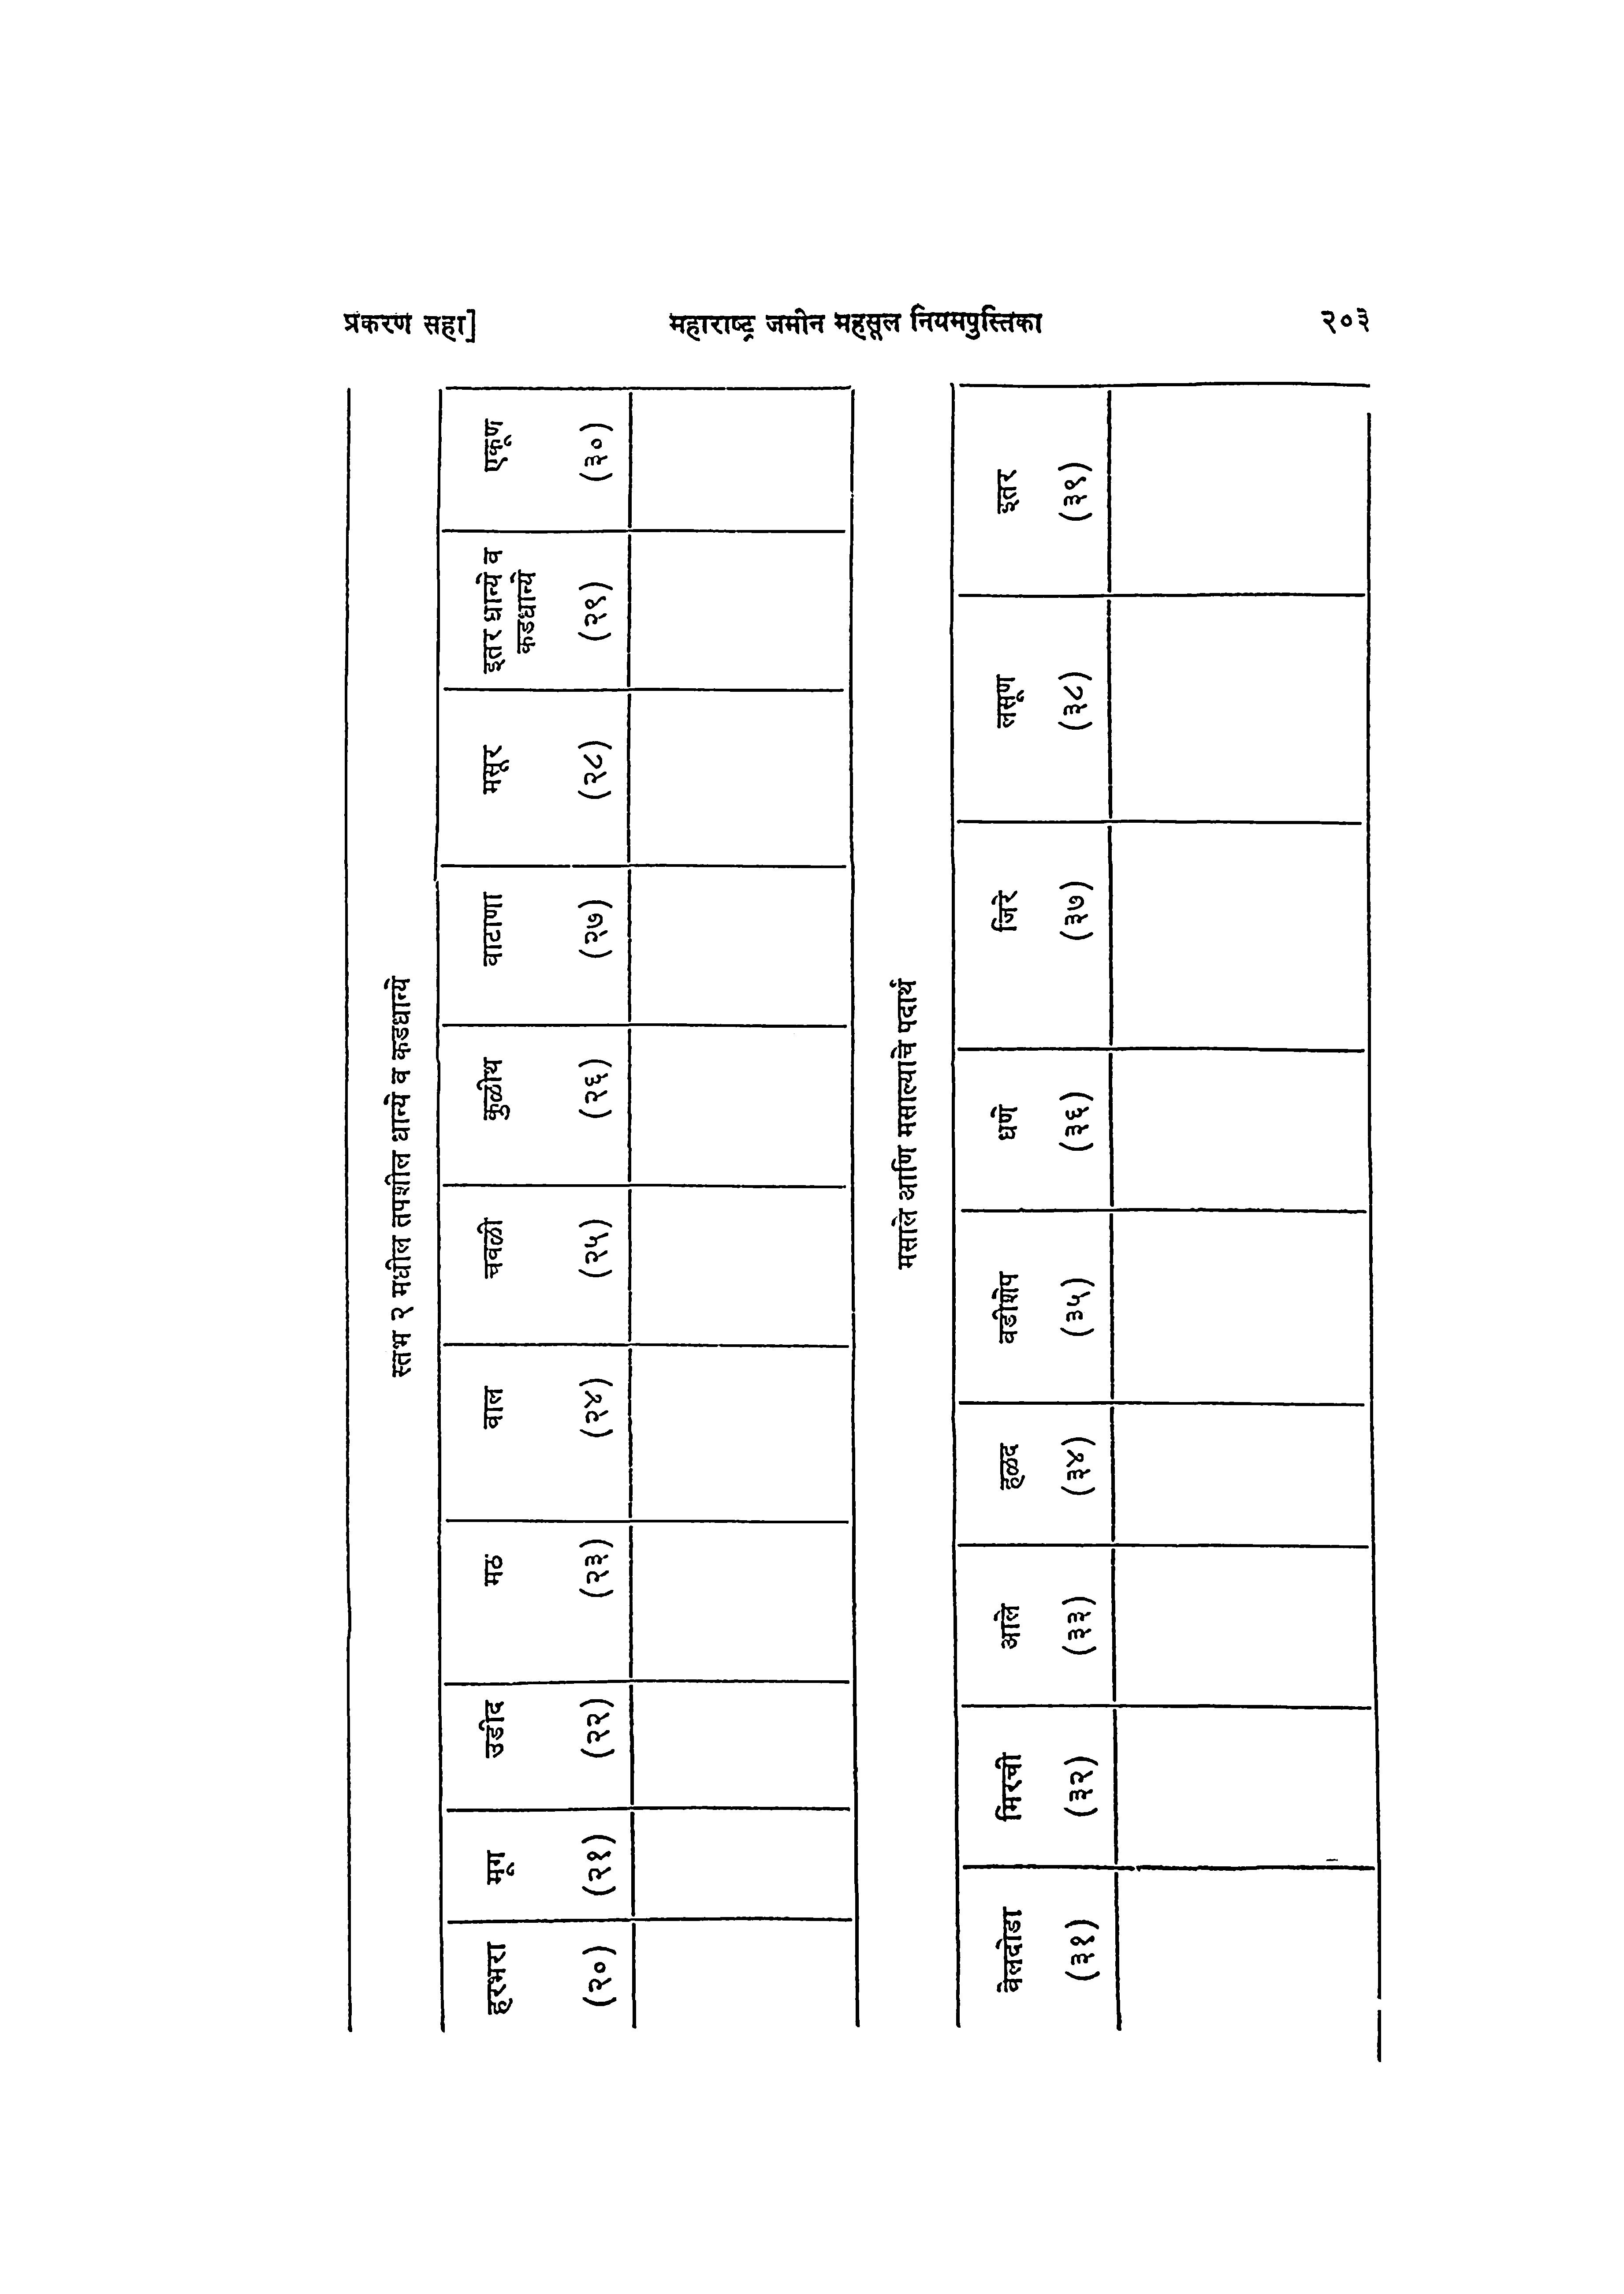 प्रकरण सहा] महाराष्ट्र जमीन महसूल नियमपुस्तिका २०३
स्तंभ २ मधील तपशील धान्ये व कडधान्ये
हरभरा मूग उडीद मठ वाल चवळी कुळीथ वाटाणा मसूर इतर धान्ये व एकूण
कडधान्ये
(२०) (२१) (२२) (२३) (२४) (२५) (२६) (२७) (२८) (२९) (३०)
मसाले आणि मसाल्याचे पदार्थ
वेलदोडा मिरची आले हळद बडीशेप धणे जिरे लसूण इतर
(३१) (३२) (३३) (३४) (३५) (३६) (३७) (३८) (३९)